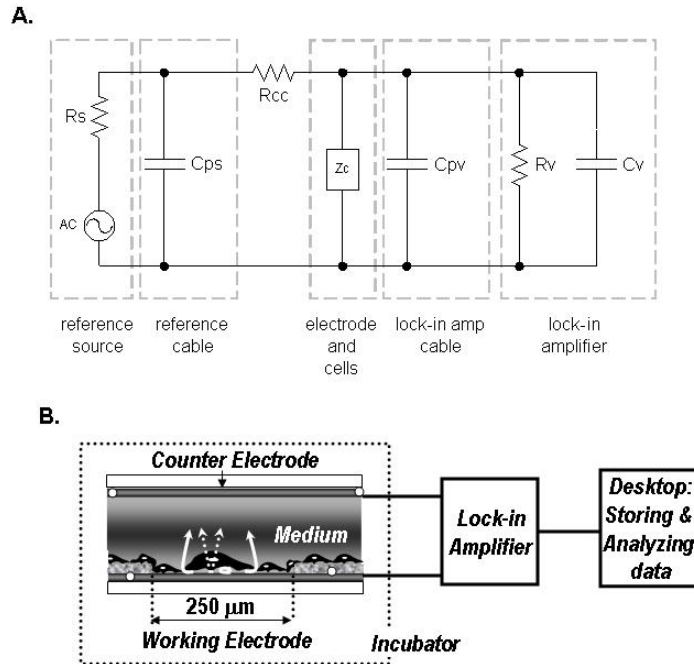 A.
Rs
Cps
Rcc
Zc
Cpv
Rv
Cv
AC
reference
source
reference
cable
electrode
and
cells
lock-in amp
cable
lock-in
amplifier
B.
Counter Electrode
Medium
250 μm
Working Electrode
Incubator
Lock-in
Amplifier
Desktop:
Storing &
Analyzing
data